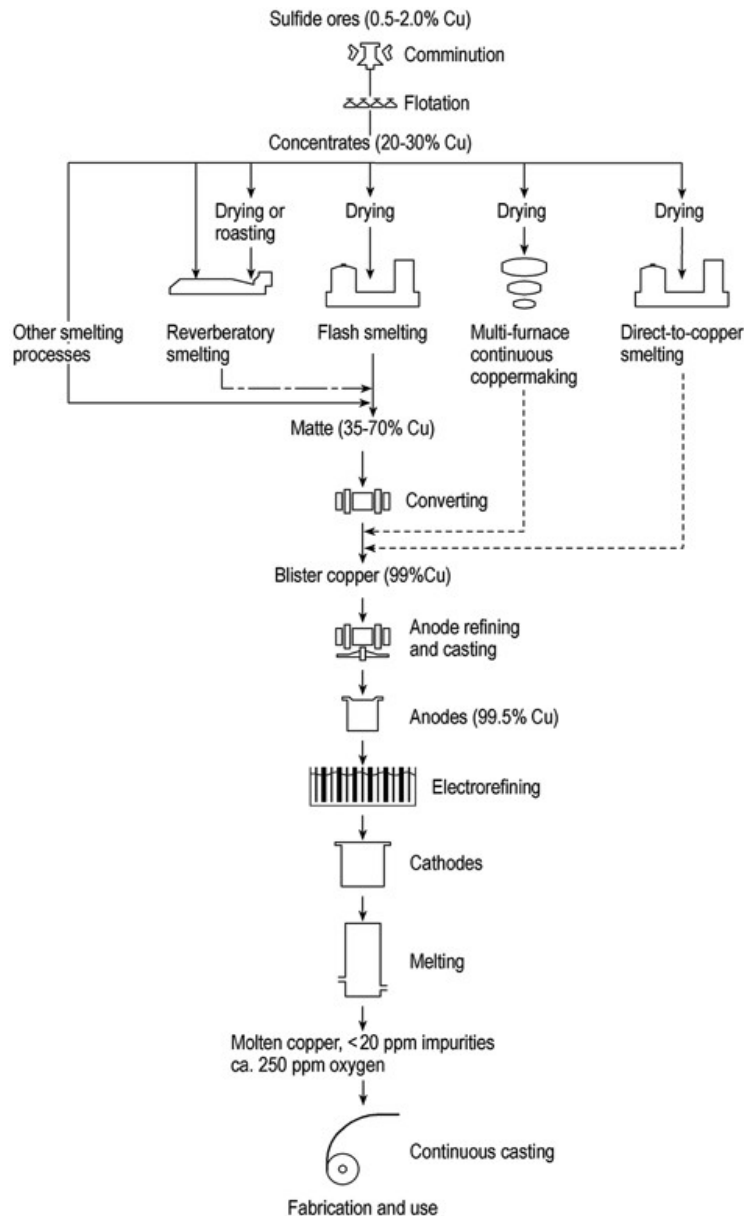 Sulfide ores (0.5-2.0% Cu)
Comminution
Flotation
Concentrates (20-30% Cu)
Drying or
roasting
Drying
Drying
Drying
Other smelting
processes
Reverberatory
smelting
Flash smelting
Multi-furnace
continuous
coppermaking
Direct-to-copper
smelting
Matte (35-70% Cu)
Converting
Blister copper (99%Cu)
Anode refining
and casting
Anodes (99.5% Cu)
Electrorefining
Cathodes
Melting
Molten copper, <20 ppm impurities
ca. 250 ppm oxygen
Continuous casting
Fabrication and use